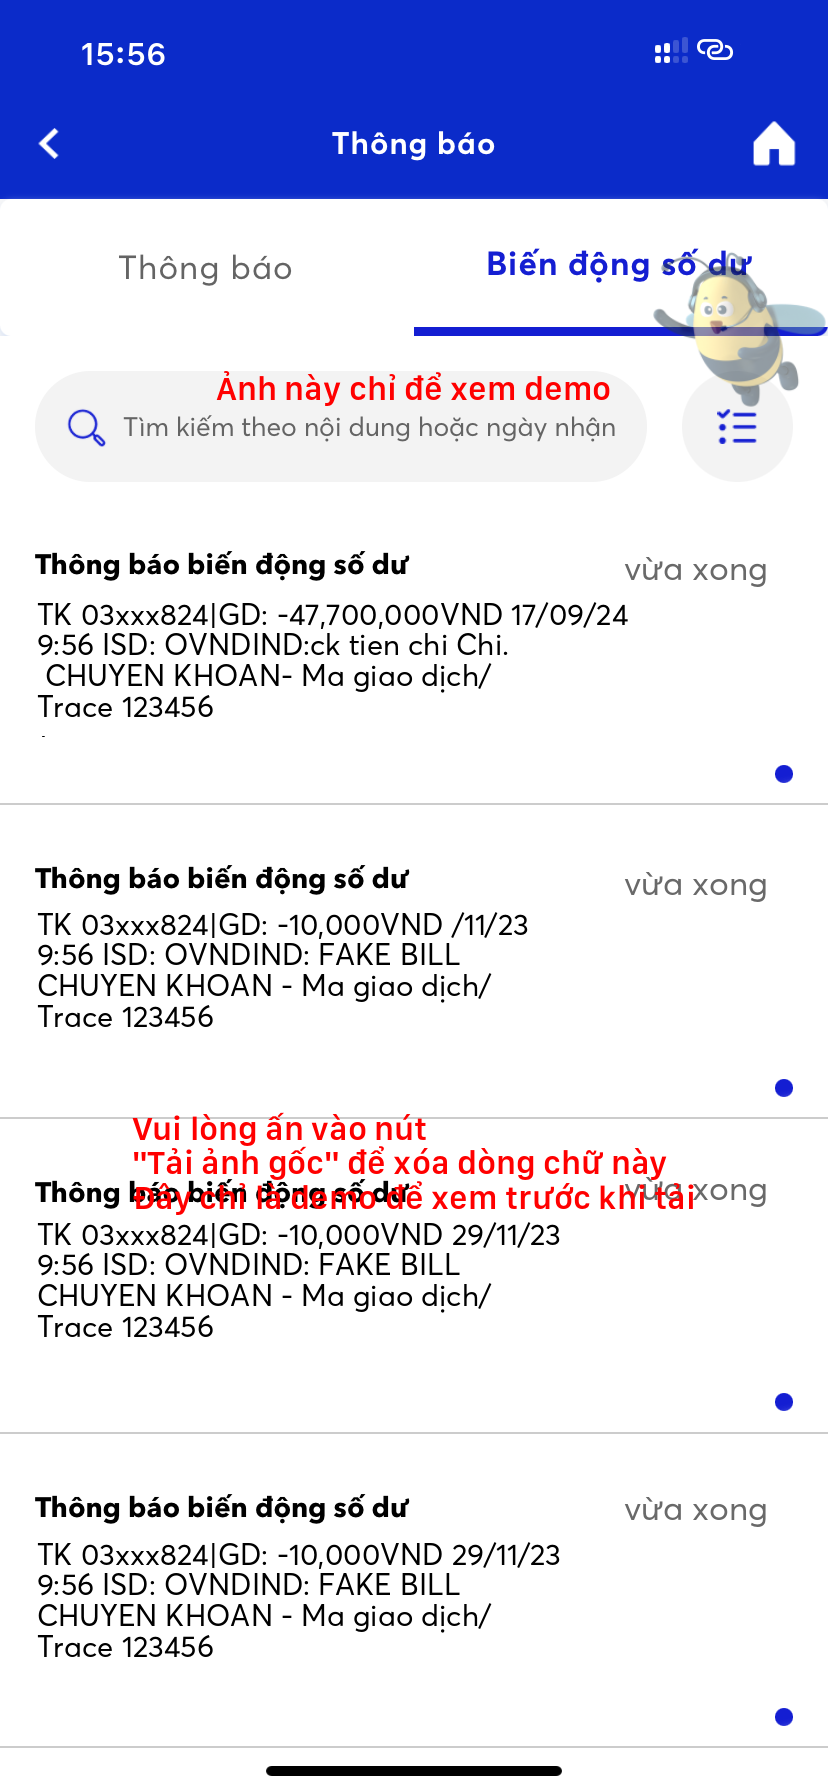 15:56
Thông báo
Thông báo
Biến động số dư
Ảnh này chỉ để xem demo
Tìm kiếm theo nội dung hoặc ngày nhận
Thông báo biến động số dư
vừa xong
TK 03xxx824|GD: -47,700,000VND 17/09/24
9:56 ISD: OVNDIND:ck tien chi Chi.
CHUYEN KHOAN- Ma giao dịch/
Trace 123456
Thông báo biến động số dư
vừa xong
TK 03xxx824|GD: -10,000VND /11/23
9:56 ISD: OVNDIND: FAKE BILL
CHUYEN KHOAN - Ma giao dịch/
Trace 123456
Vui lòng ấn vào nút
"Tải ảnh gốc" để xóa dòng chữ này
Đây chỉ là demo để xem trước khi tải
Thông báo biến động số dư
vừa xong
TK 03xxx824|GD: -10,000VND 29/11/23
9:56 ISD: OVNDIND: FAKE BILL
CHUYEN KHOAN - Ma giao dịch/
Trace 123456
Thông báo biến động số dư
vừa xong
TK 03xxx824|GD: -10,000VND 29/11/23
9:56 ISD: OVNDIND: FAKE BILL
CHUYEN KHOAN - Ma giao dịch/
Trace 123456